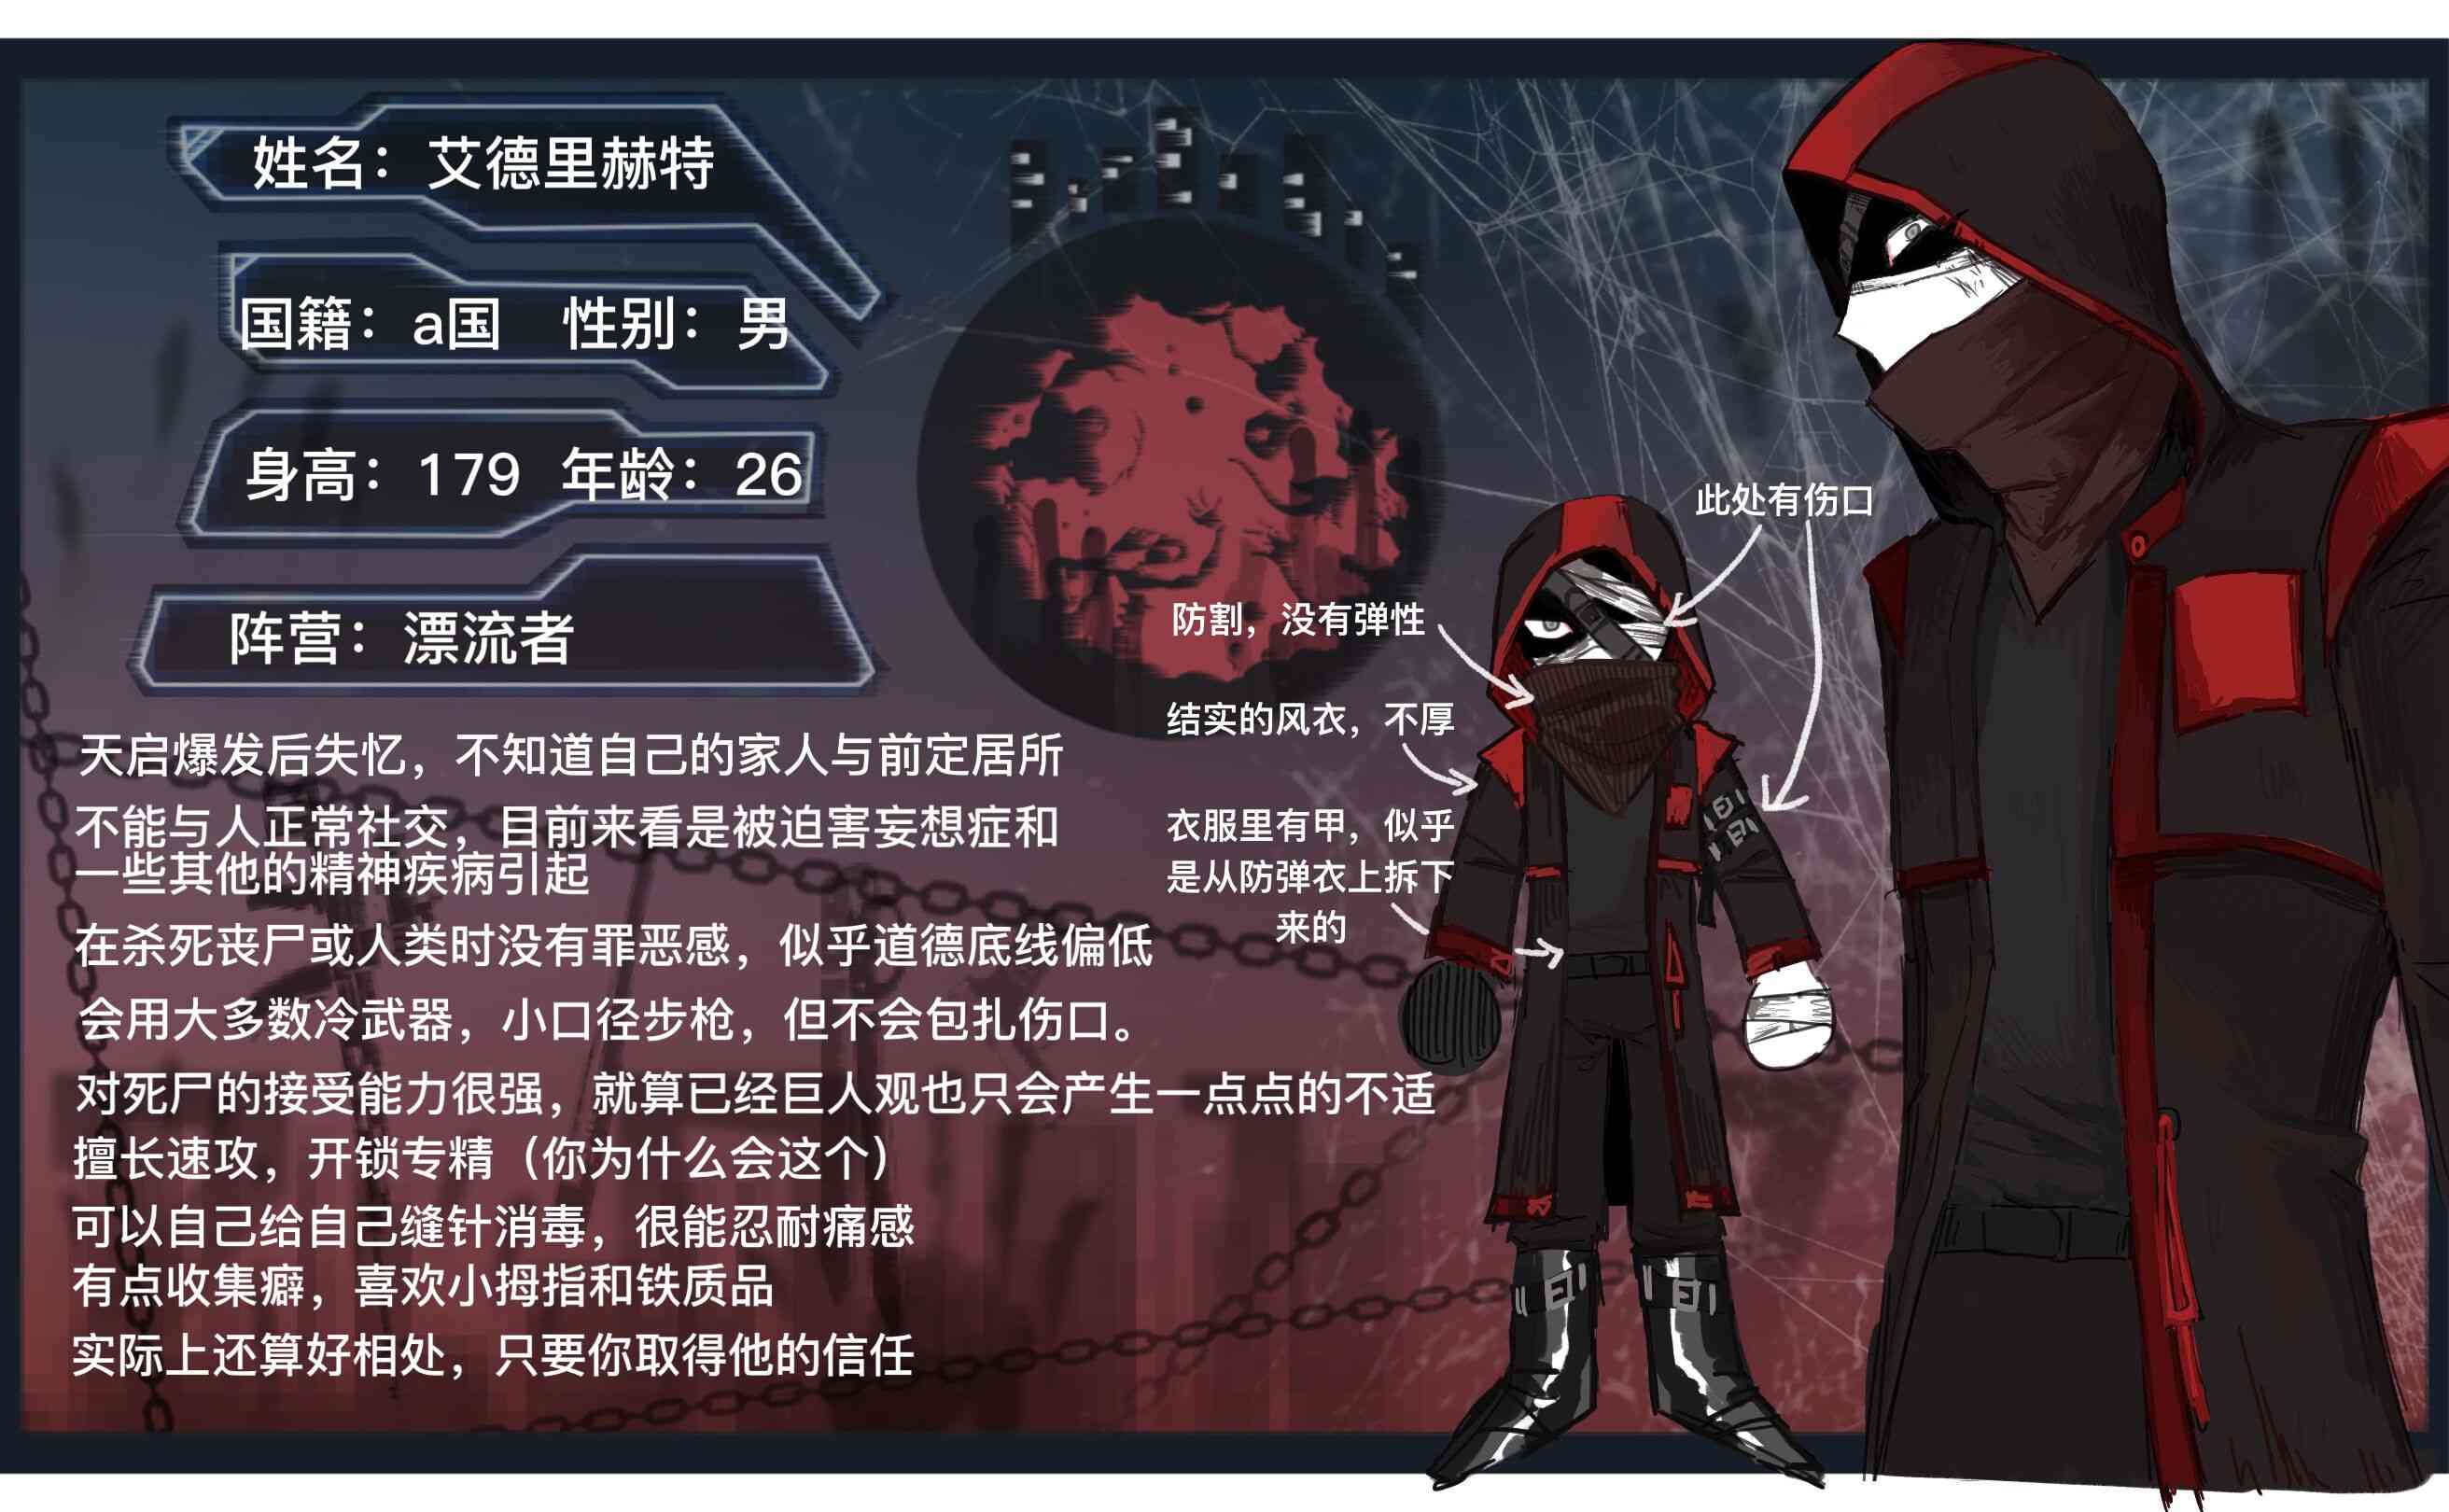 姓名：艾德里赫特
国籍：a国 性别：男
身高：179 年龄：26
阵营：漂流者
天启爆发后失忆，不知道自己的家人与前定居所
不能与人正常社交，目前来看是被迫害妄想症和
一些其他的精神疾病引起
在杀死丧尸或人类时没有罪恶感，似乎道德底线偏低
会用大多数冷武器，小口径步枪，但不会包扎伤口。
对死尸的接受能力很强，就算已经巨人观也只会产生一点点的不适
擅长速攻，开锁专精（你为什么会这个）
可以自己给自己缝针消毒，很能忍耐痛感
有点收集癖，喜欢小拇指和铁质品
实际上还算好相处，只要你取得他的信任
此处有伤口
防割，没有弹性
结实的风衣，不厚
衣服里有甲，似乎
是从防弹衣上拆下
来的